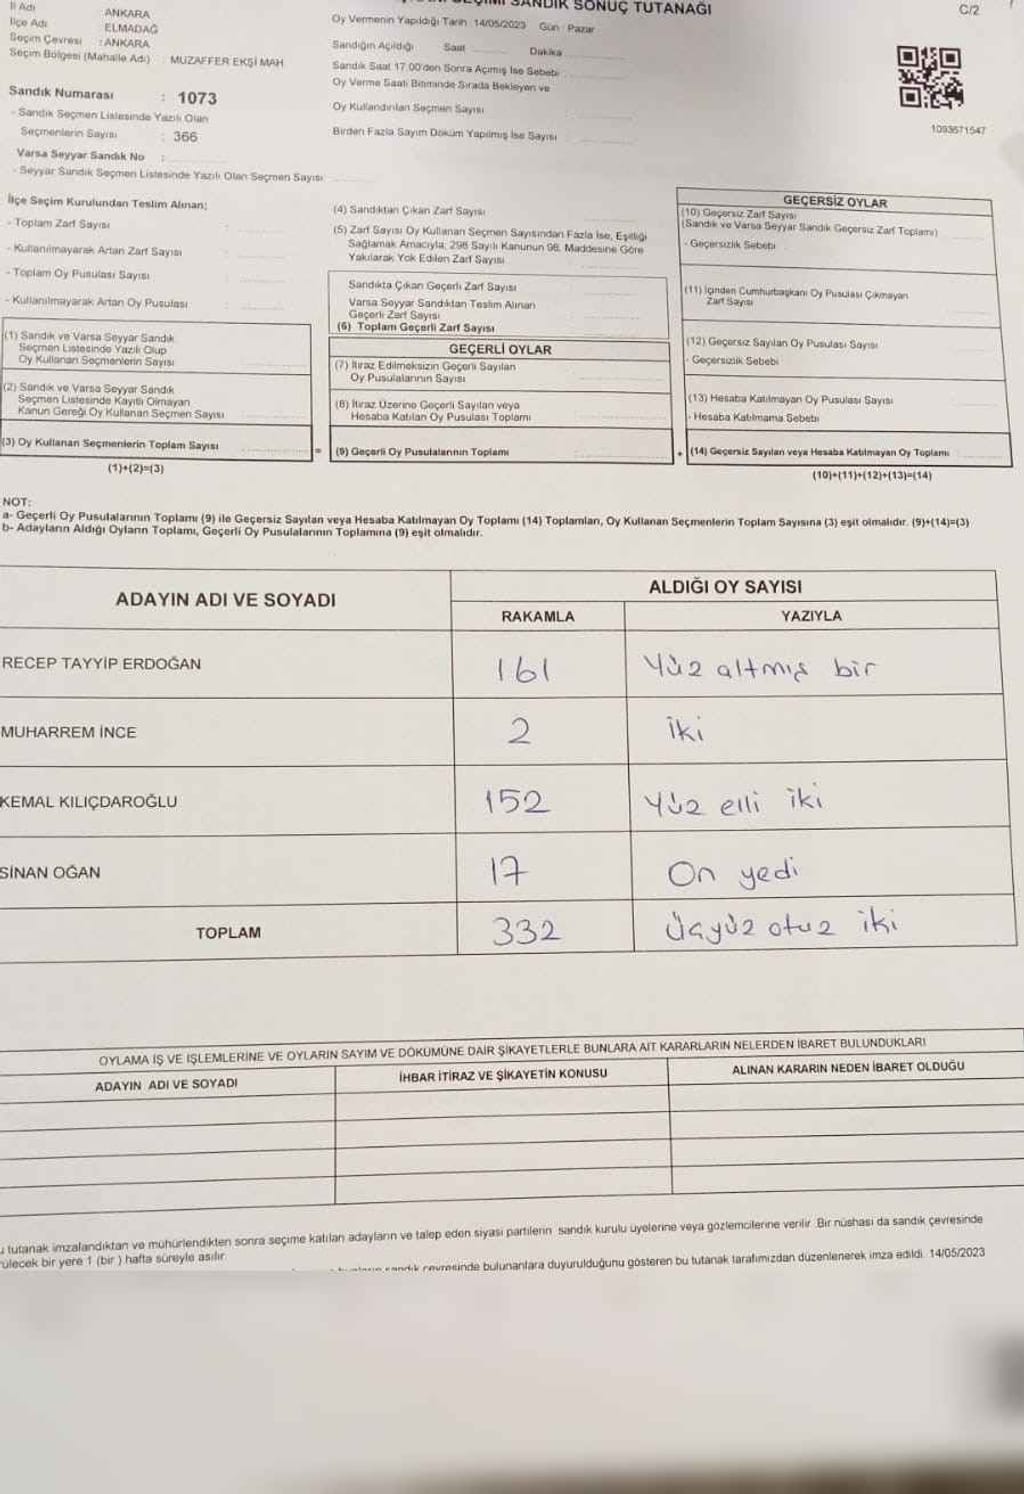 SANDIK SONUÇ TUTANAĞI
C/2
İl Adı : ANKARA
İlçe Adı : ELMADAĞ
Seçim Çevresi : ANKARA
Seçim Bölgesi (Mahalle Adı) : MUZAFFER EKŞİ MAH
Sandık Numarası : 1073
- Sandık Seçmen Listesinde Yazılı Olan
Seçmenlerin Sayısı : 366
Varsa Seyyar Sandık No :
- Seyyar Sandık Seçmen Listesinde Yazılı Olan Seçmen Sayısı
Oy Vermenin Yapıldığı Tarih 14/05/2023 Gün : Pazar
Sandığın Açıldığı Saat Dakika
Sandık Saat 17.00'den Sonra Açmış İse Sebebi
Oy Verme Saati Bitiminde Sırada Bekleyen ve
Oy Kullandırılan Seçmen Sayısı
Birden Fazla Sayım Döküm Yapılmış İse Sayısı
1093671547
İlçe Seçim Kurulundan Teslim Alınan;
- Toplam Zarf Sayısı :
- Kullanılmayarak Artan Zarf Sayısı :
- Toplam Oy Pusulası Sayısı :
- Kullanılmayarak Artan Oy Pusulası :
(1) Sandık ve Varsa Seyyar Sandık
Seçmen Listesinde Yazılı Olup
Oy Kullanan Seçmenlerin Sayısı
(2) Sandık ve Varsa Seyyar Sandık
Seçmen Listesinde Kayıtlı Olmayan
Kanun Gereği Oy Kullanan Seçmen Sayısı
(3) Oy Kullanan Seçmenlerin Toplam Sayısı
(1)+(2)=(3)
(4) Sandıktan Çıkan Zarf Sayısı
(5) Zarf Sayısı Oy Kullanan Seçmen Sayısından Fazla İse, Eşitliği
Sağlamak Amacıyla; 298 Sayılı Kanunun 98. Maddesine Göre
Yakılarak Yok Edilen Zarf Sayısı
Sandıkta Çıkan Geçerli Zarf Sayısı
Varsa Seyyar Sandıktan Teslim Alınan
Geçerli Zarf Sayısı
(6) Toplam Geçerli Zarf Sayısı
GEÇERLİ OYLAR
(7) İtiraz Edilmeksizin Geçerli Sayılan
Oy Pusulalarının Sayısı
(8) İtiraz Üzerine Geçerli Sayılan veya
Hesaba Katılan Oy Pusulası Toplamı
= (9) Geçerli Oy Pusulalarının Toplamı
GEÇERSİZ OYLAR
(10) Geçersiz Zarf Sayısı
(Sandık ve Varsa Seyyar Sandık Geçersiz Zarf Toplamı)
- Geçersizlik Sebebi
(11) İçinden Cumhurbaşkanı Oy Pusulası Çıkmayan
Zarf Sayısı
(12) Geçersiz Sayılan Oy Pusulası Sayısı
- Geçersizlik Sebebi
(13) Hesaba Katılmayan Oy Pusulası Sayısı
- Hesaba Katılmama Sebebi
+ (14) Geçersiz Sayılan veya Hesaba Katılmayan Oy Toplamı
(10)+(11)+(12)+(13)=(14)
NOT:
a- Geçerli Oy Pusulalarının Toplamı (9) ile Geçersiz Sayılan veya Hesaba Katılmayan Oy Toplamı (14) Toplamları, Oy Kullanan Seçmenlerin Toplam Sayısına (3) eşit olmalıdır. (9)+(14)=(3)
b- Adayların Aldığı Oyların Toplamı, Geçerli Oy Pusulalarının Toplamına (9) eşit olmalıdır.
ADAYIN ADI VE SOYADI
ALDIĞI OY SAYISI
RAKAMLA YAZIYLA
RECEP TAYYİP ERDOĞAN 161 Yüz altmış bir
MUHARREM İNCE 2 İki
KEMAL KILIÇDAROĞLU 152 Yüz elli iki
SİNAN OĞAN 17 On yedi
TOPLAM 332 Üçyüz otuz iki
OYLAMA İŞ VE İŞLEMLERİNE VE OYLARIN SAYIM VE DÖKÜMÜNE DAİR ŞİKAYETLERLE BUNLARA AİT KARARLARIN NELERDEN İBARET BULUNDUKLARI
ADAYIN ADI VE SOYADI İHBAR İTİRAZ VE ŞİKAYETİN KONUSU ALINAN KARARIN NEDEN İBARET OLDUĞU
tutanak imzalandıktan ve mühürlendikten sonra seçime katılan adayların ve talep eden siyasi partilerin sandık kurulu üyelerine veya gözlemcilerine verilir. Bir nüshası da sandık çevresinde
bir yere 1 (bir) hafta süreyle asılır.
sandık çevresinde bulunanlara duyurulduğunu gösteren bu tutanak tarafımızdan düzenlenerek imza edildi. 14/05/2023